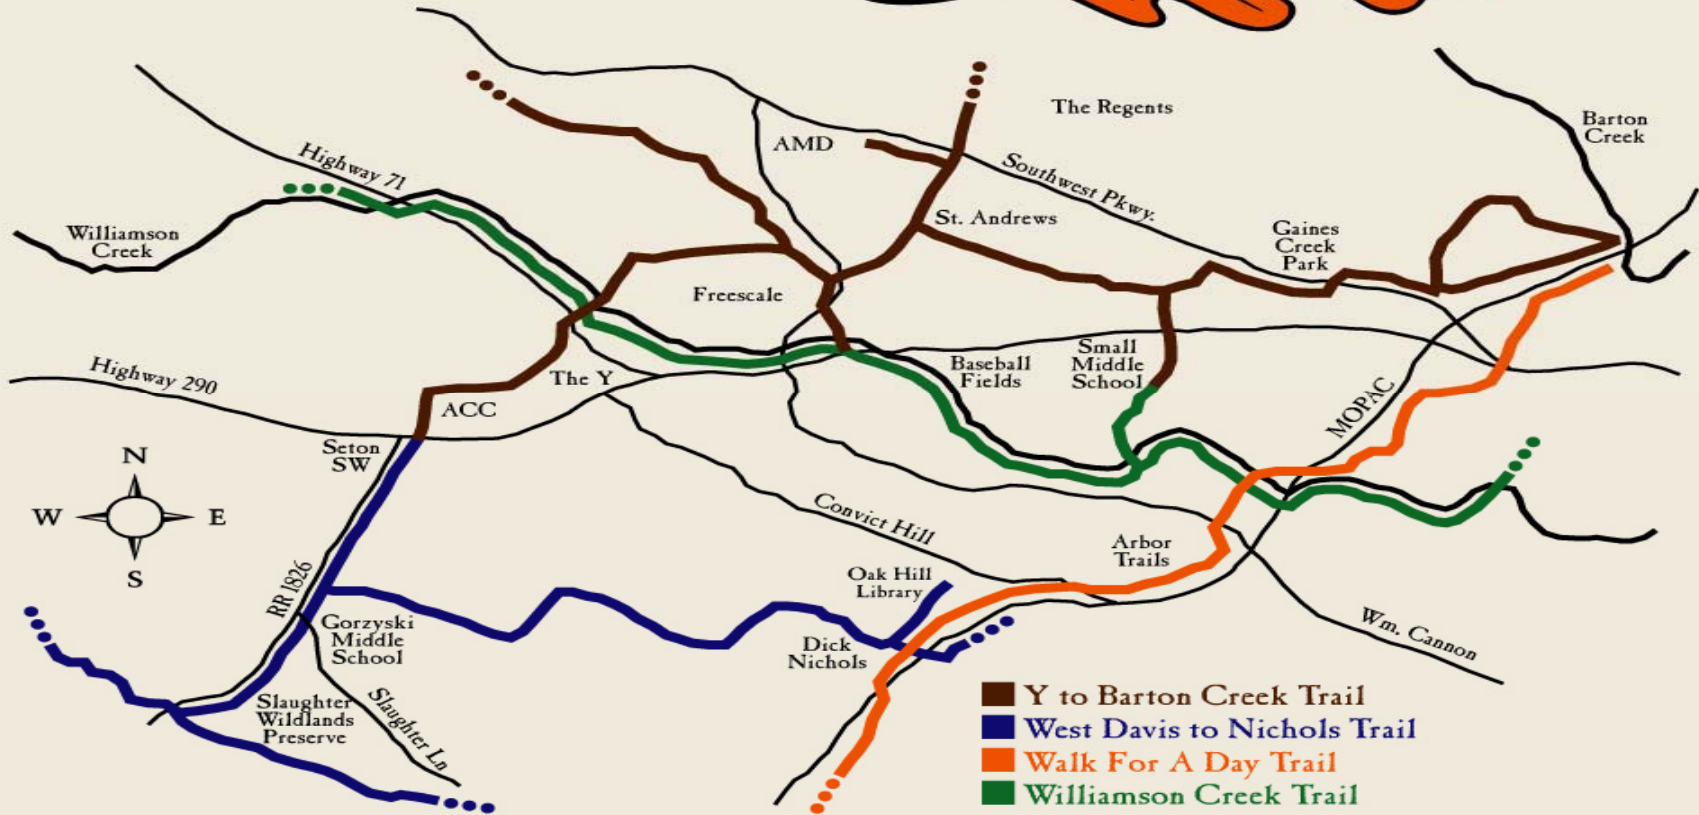 The Regents
Barton
Creek
AMD
Highway 71
Southwest Pkwy.
St. Andrews
Williamson
Creek
Gaines
Creek
Park
Freescale
Small
Middle
School
Baseball
Fields
Highway 290
The Y
ACC
MOPAC
Seton
SW
N
W
E
S
Convict Hill
Arbor
Trails
Oak Hill
Library
RR 1826
Gorzyski
Middle
School
Dick
Nichols
Wm. Cannon
Slaughter
Wildlands
Preserve
Slaughter Ln
Y to Barton Creek Trail
West Davis to Nichols Trail
Walk For A Day Trail
Williamson Creek Trail